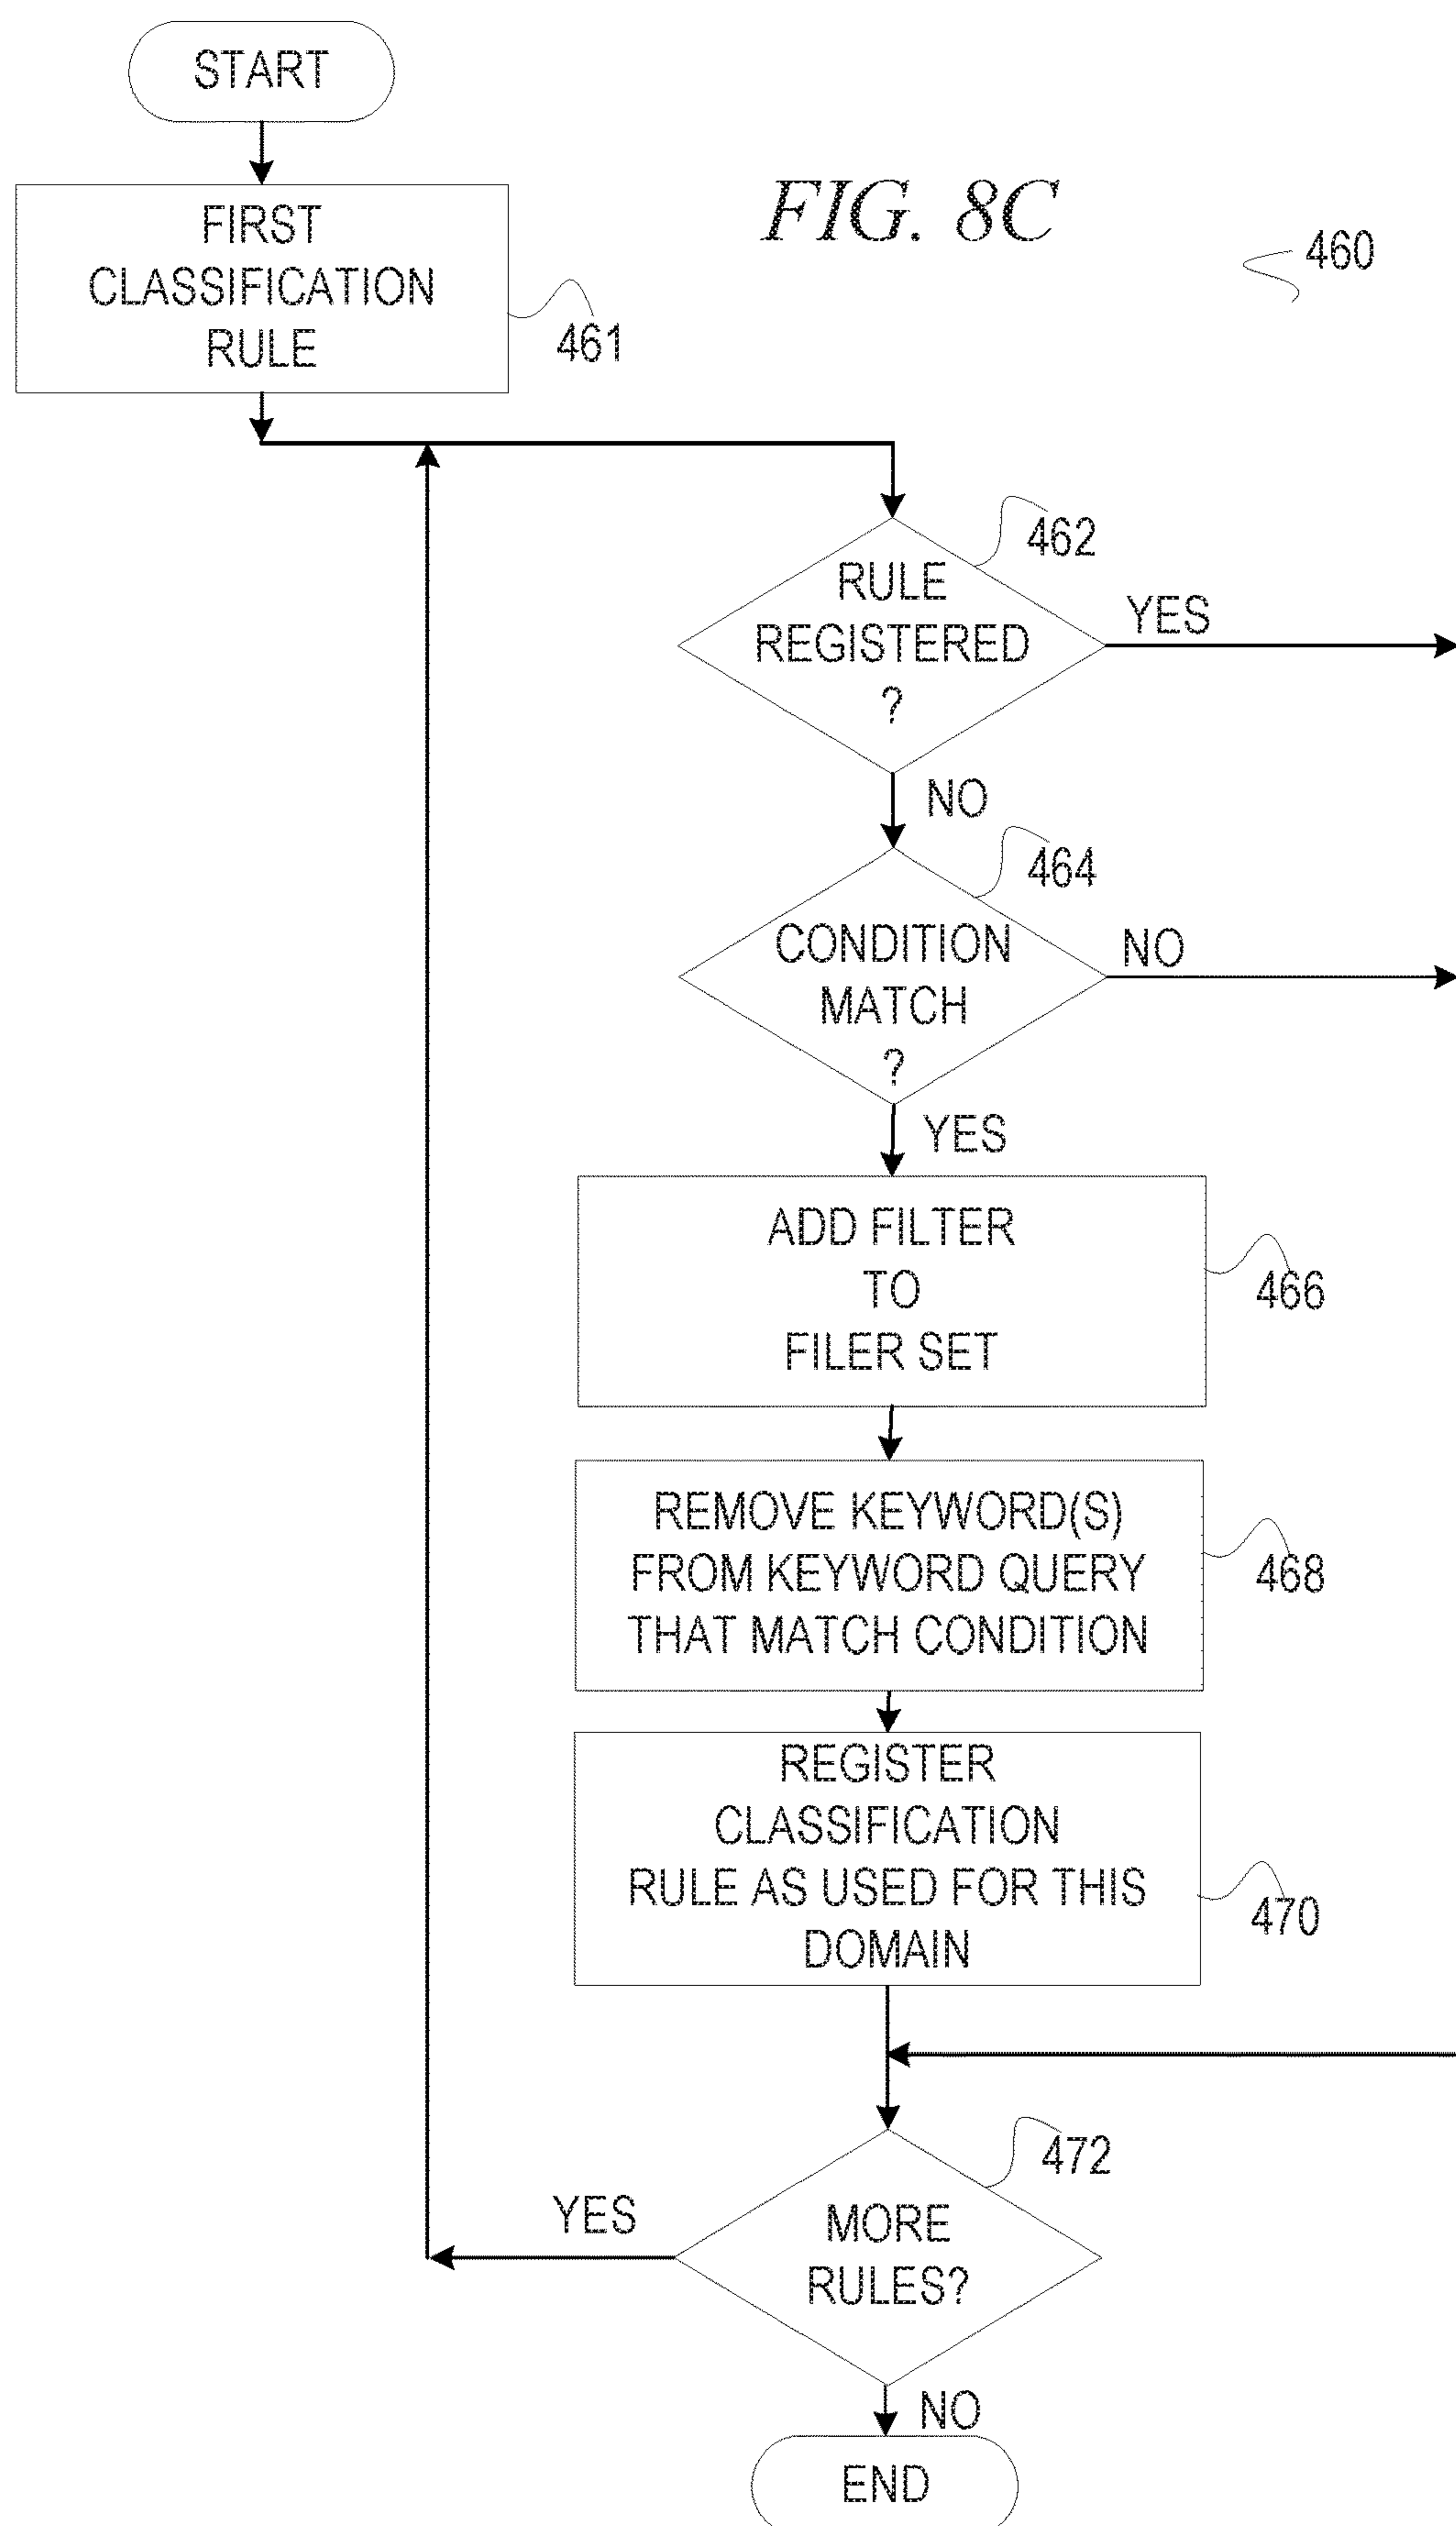 START
FIRST
CLASSIFICATION
RULE
461
FIG. 8C
460
RULE
REGISTERED
?
462
YES
NO
CONDITION
MATCH
?
464
NO
YES
ADD FILTER
TO
FILER SET
466
REMOVE KEYWORD(S)
FROM KEYWORD QUERY
THAT MATCH CONDITION
468
REGISTER
CLASSIFICATION
RULE AS USED FOR THIS
DOMAIN
470
MORE
RULES?
472
YES
NO
END